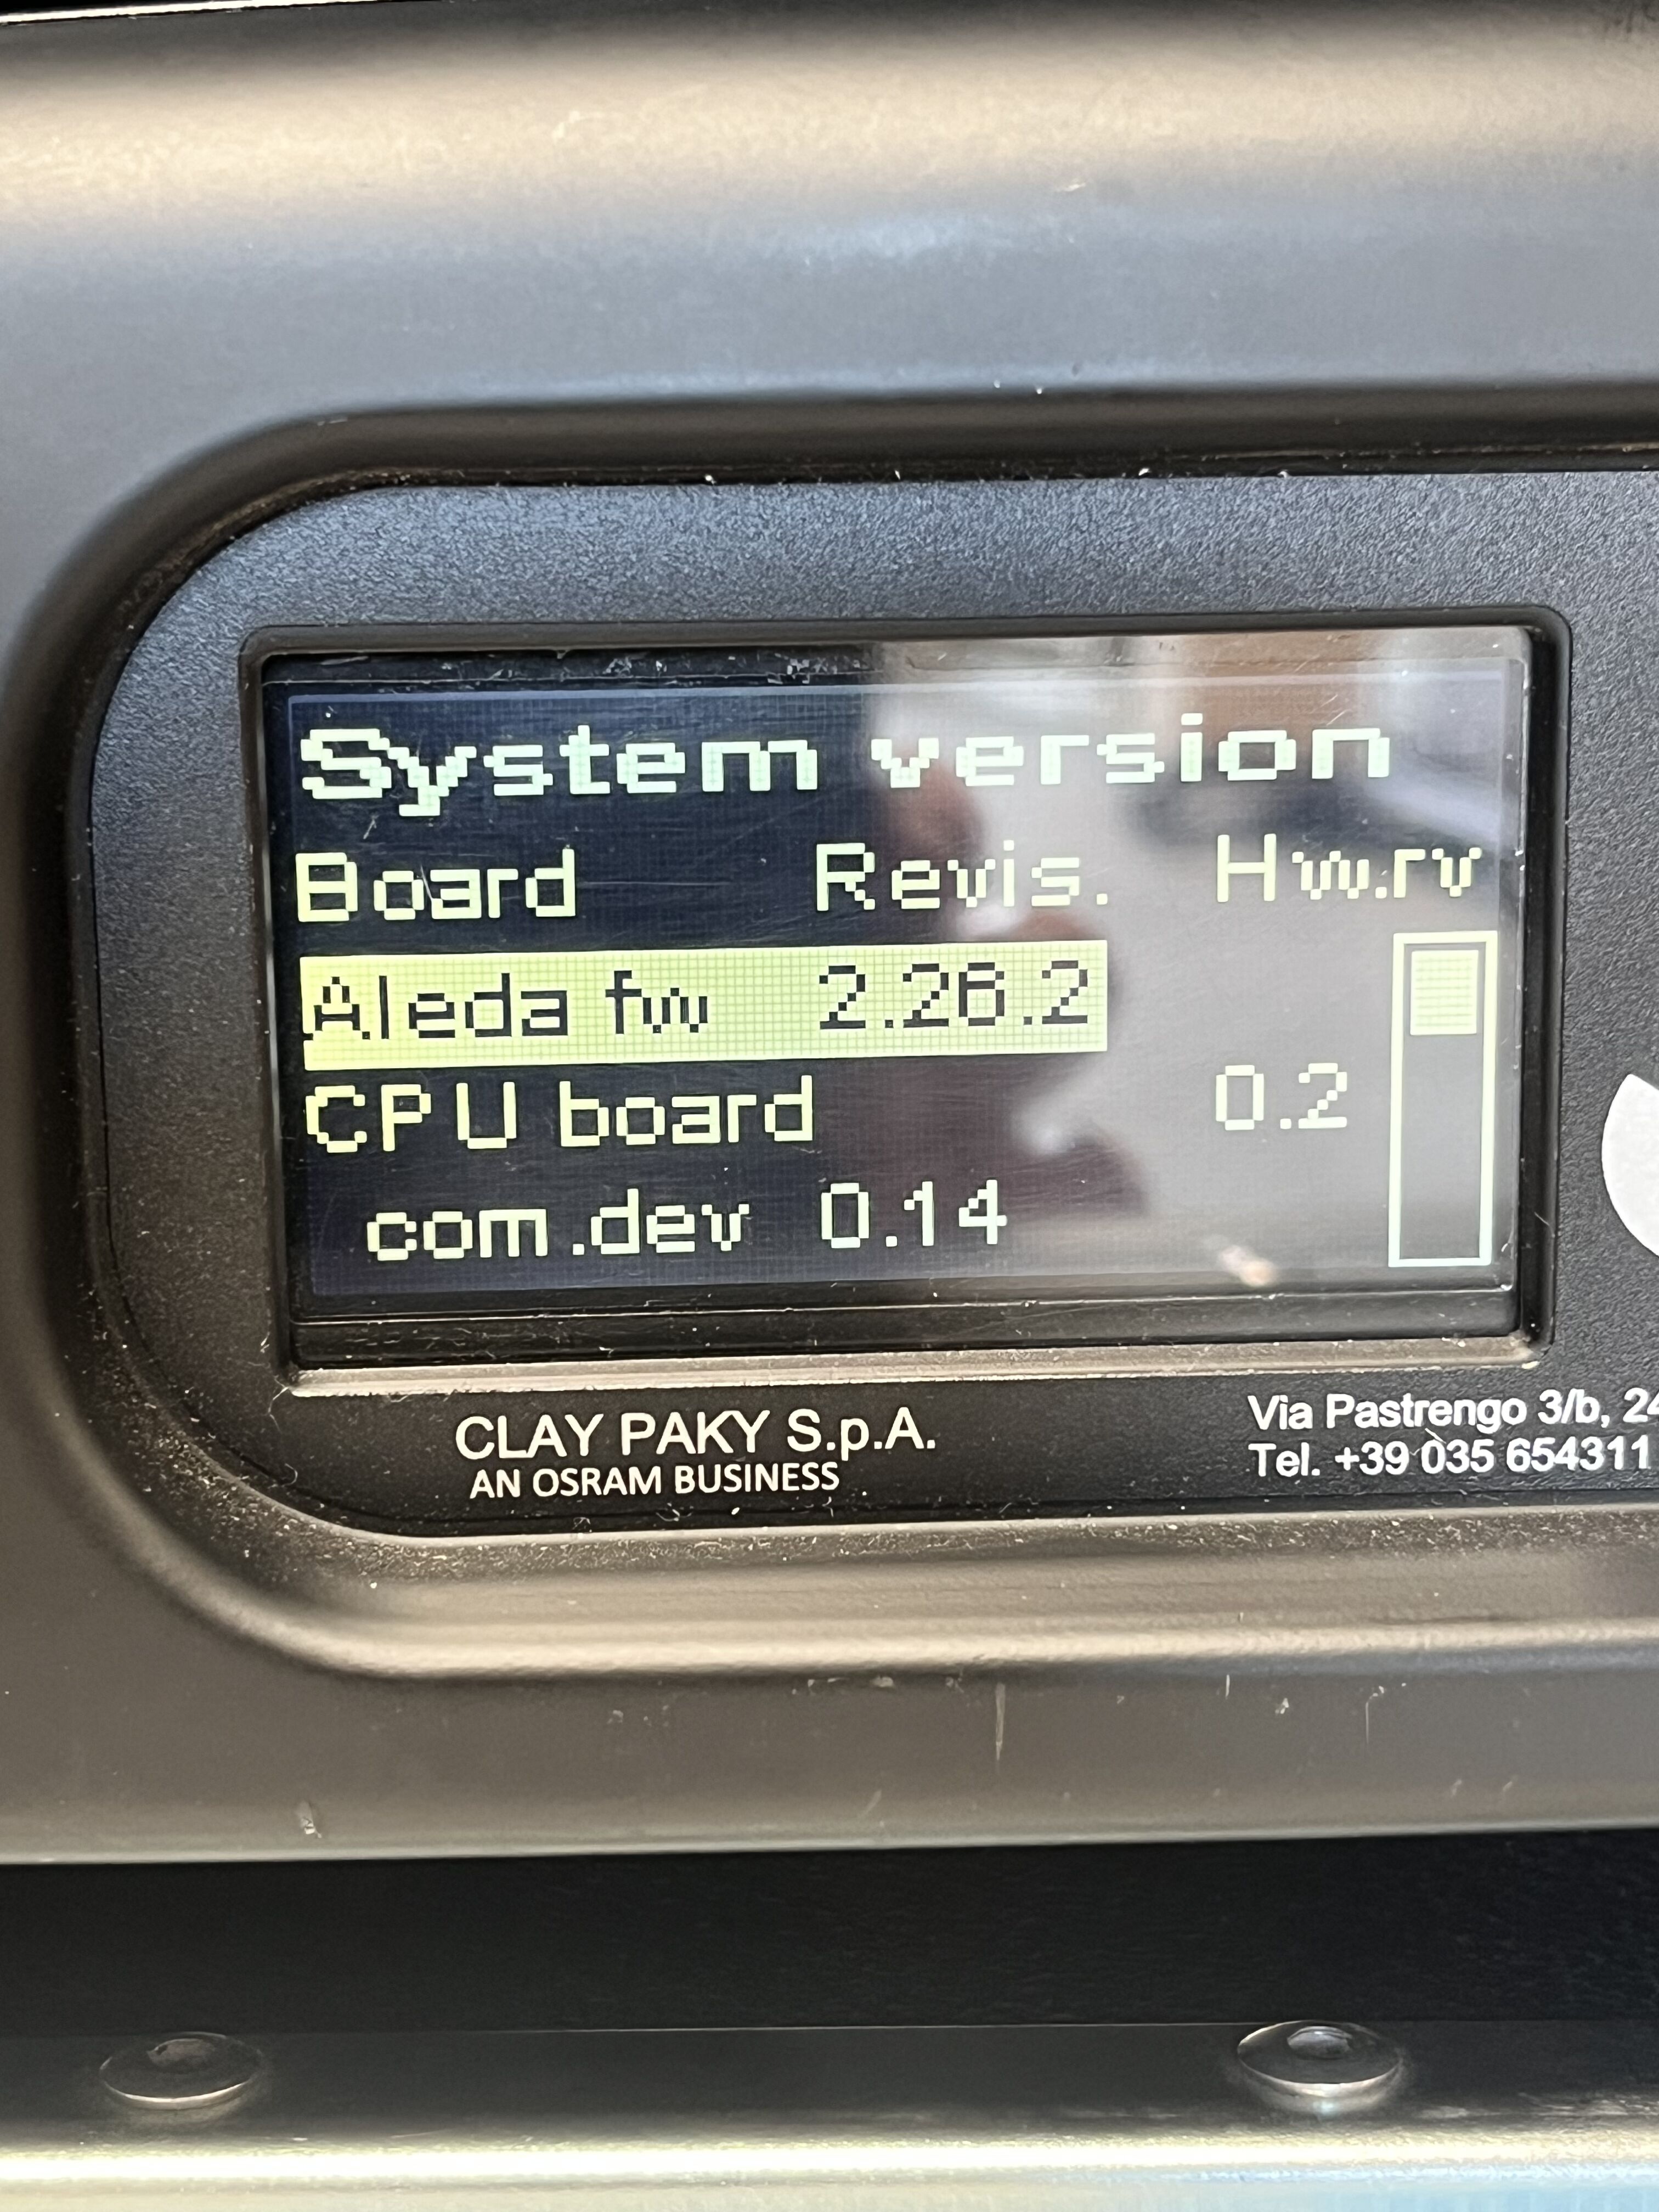 System version
Board Revis. Hw.rv
Aleda fw 2.26.2
CPU board 0.2
com.dev 0.14
CLAY PAKY S.p.A.
AN OSRAM BUSINESS
Via Pastrengo 3/b, 24
Tel. +39 035 654311